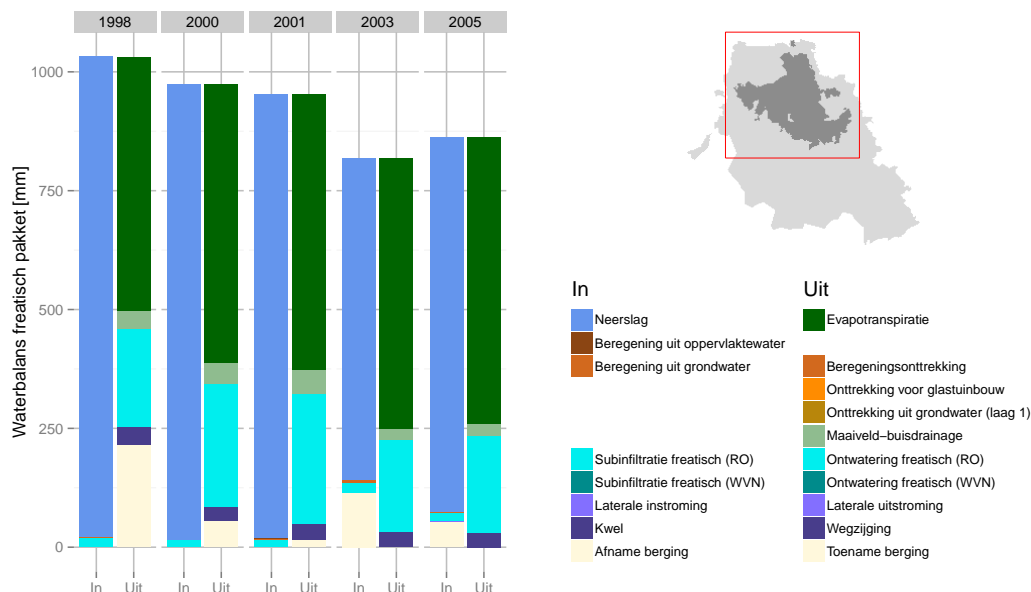 1998 2000 2001 2003 2005
Waterbalans freatisch pakket [mm]
1000
750
500
250
0
In Uit In Uit In Uit In Uit In Uit
In
Neerslag
Beregening uit oppervlaktewater
Beregening uit grondwater
Subinfiltratie freatisch (RO)
Subinfiltratie freatisch (WVN)
Laterale instroming
Kwel
Afname berging
Uit
Evapotranspiratie
Beregeningsonttrekking
Onttrekking voor glastuinbouw
Onttrekking uit grondwater (laag 1)
Maaiveld−buisdrainage
Ontwatering freatisch (RO)
Ontwatering freatisch (WVN)
Laterale uitstroming
Wegzijging
Toename berging